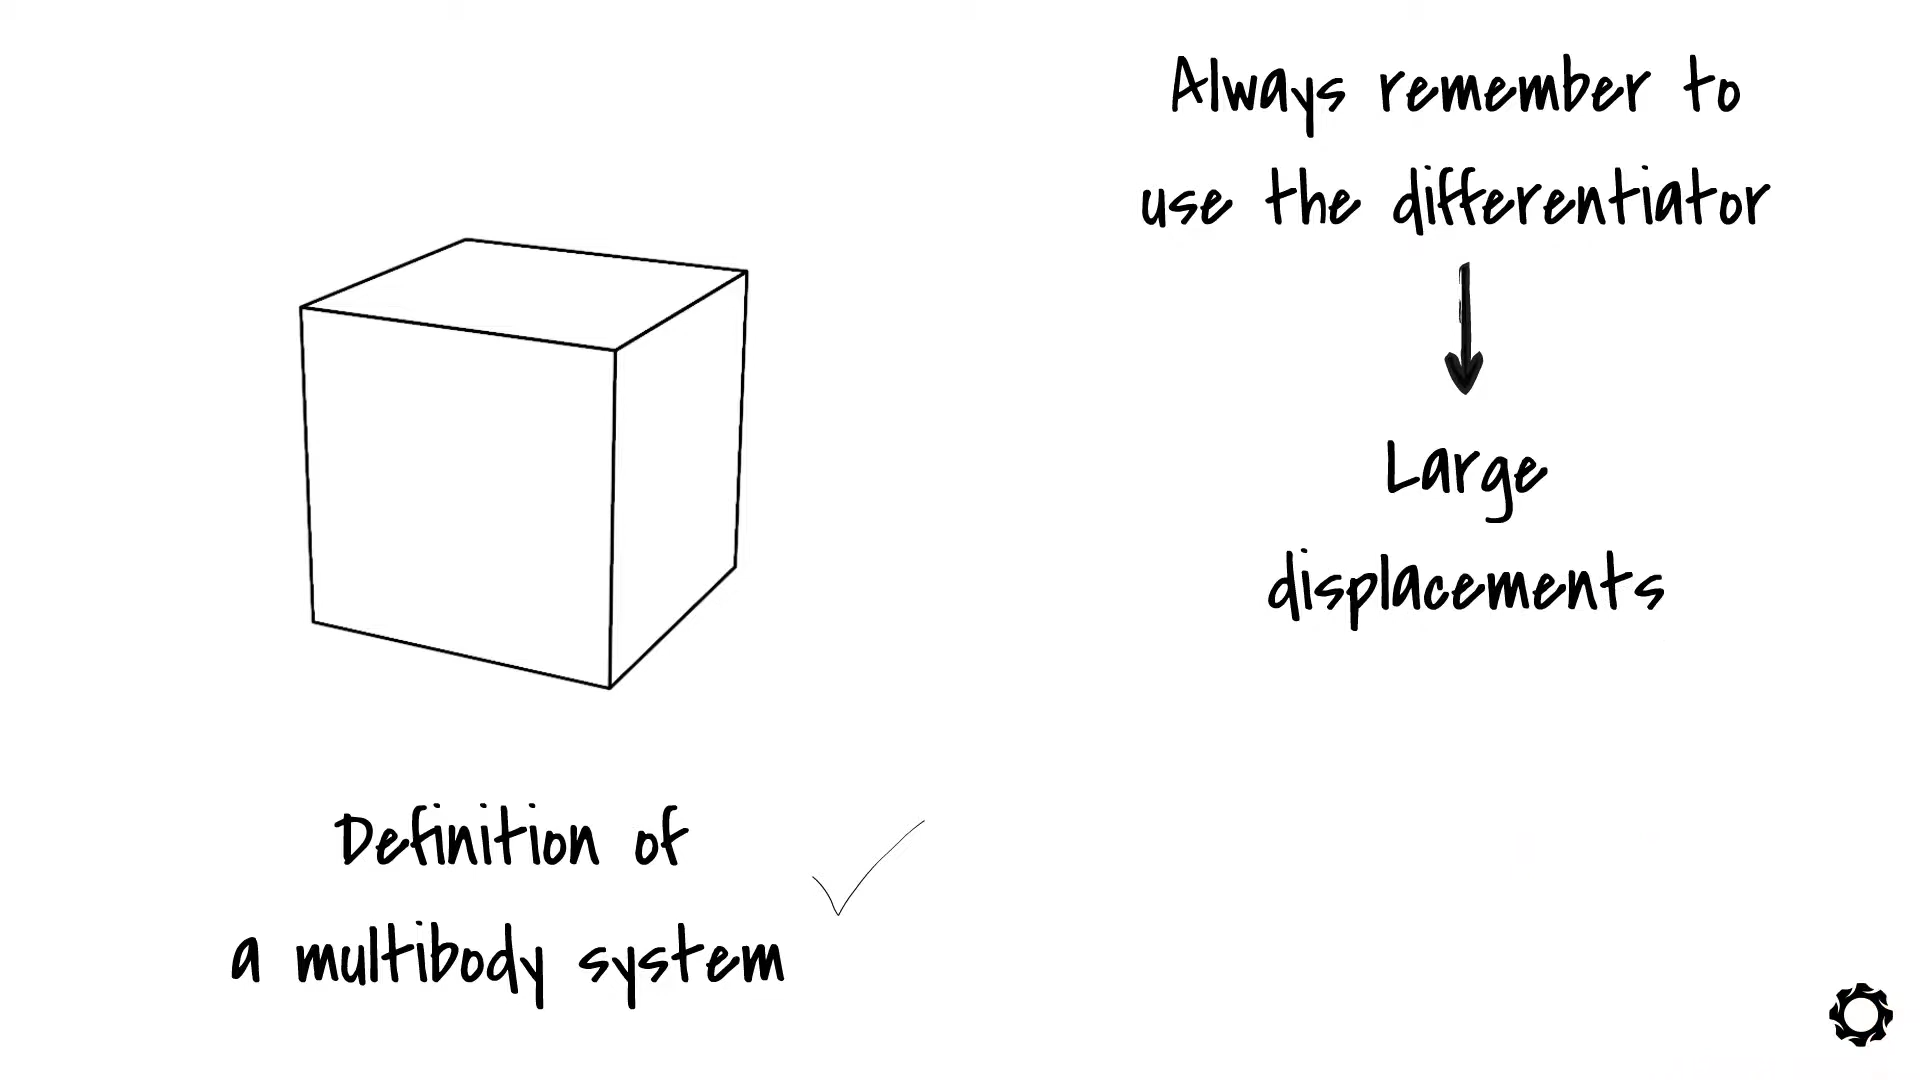 Always remember to
use the differentiator
Large
displacements
Definition of
a multibody system